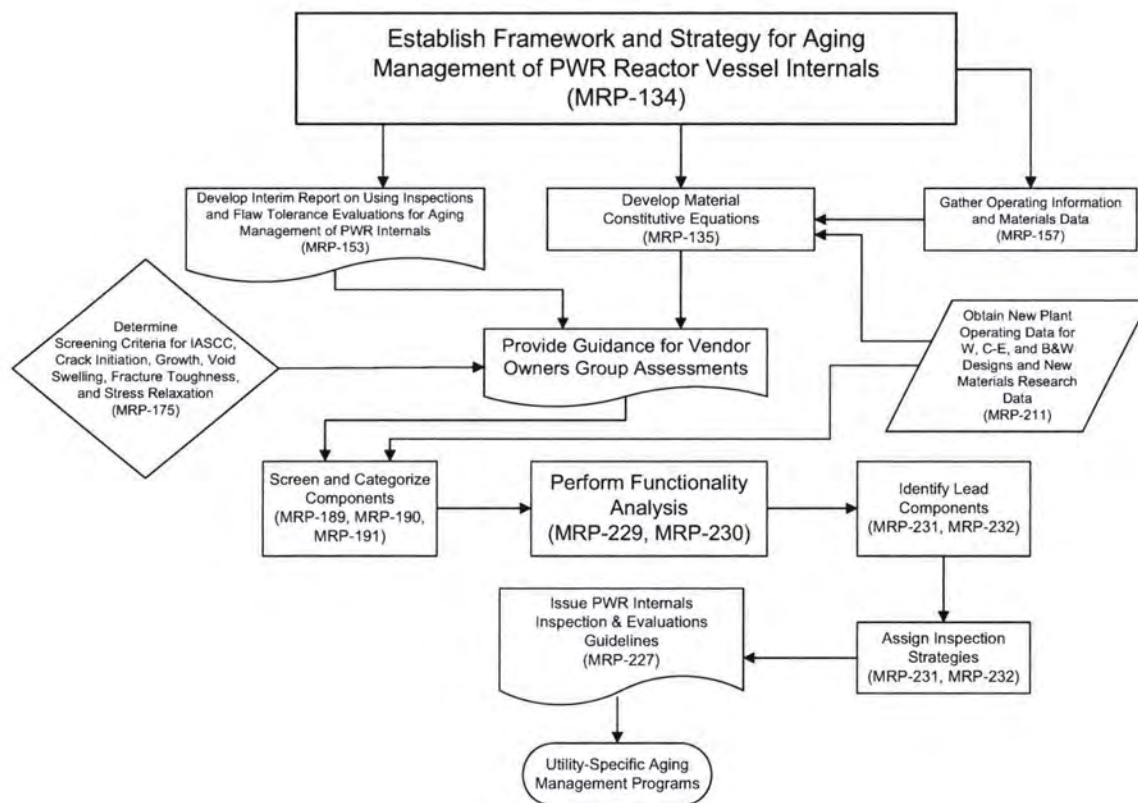 Establish Framework and Strategy for Aging
Management of PWR Reactor Vessel Internals
(MRP-134)
Develop Interim Report on Using Inspections
and Flaw Tolerance Evaluations for Aging
Management of PWR Internals
(MRP-153)
Develop Material
Constitutive Equations
(MRP-135)
Gather Operating Information
and Materials Data
(MRP-157)
Determine
Screening Criteria for IASCC,
Crack Initiation, Growth, Void
Swelling, Fracture Toughness,
and Stress Relaxation
(MRP-175)
Provide Guidance for Vendor
Owners Group Assessments
Obtain New Plant
Operating Data for
W, C-E, and B&W
Designs and New
Materials Research
Data
(MRP-211)
Screen and Categorize
Components
(MRP-189, MRP-190,
MRP-191)
Perform Functionality
Analysis
(MRP-229, MRP-230)
Identify Lead
Components
(MRP-231, MRP-232)
Issue PWR Internals
Inspection & Evaluations
Guidelines
(MRP-227)
Assign Inspection
Strategies
(MRP-231, MRP-232)
Utility-Specific Aging
Management Programs